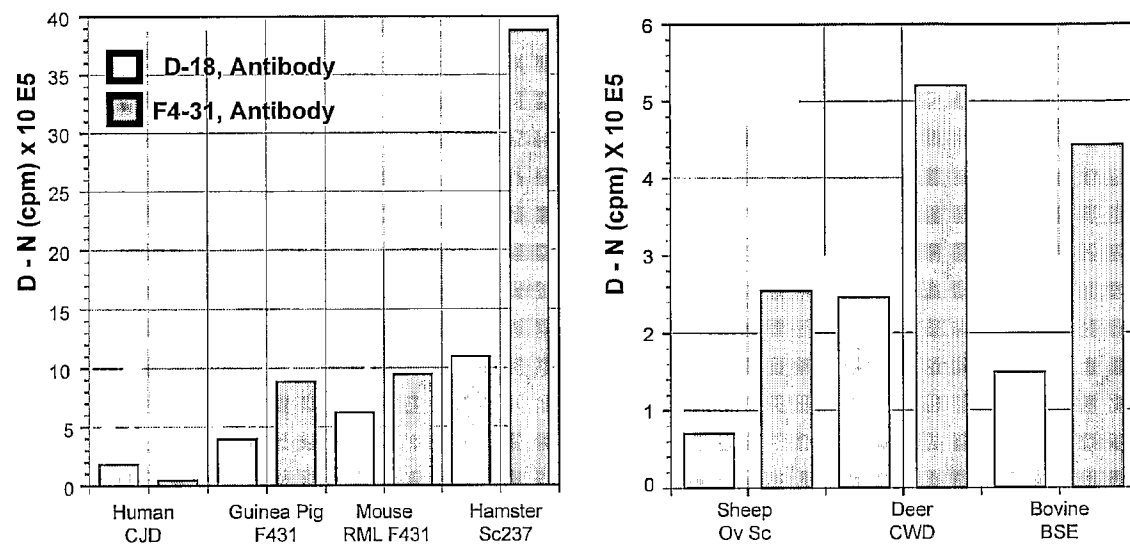 D - N (cpm) x 10 E5
40
35
30
25
20
15
10
5
0
D-18, Antibody
F4-31, Antibody
Human
CJD
Guinea Pig
F431
Mouse
RML F431
Hamster
Sc237
D - N (cpm) X 10 E5
6
5
4
3
2
1
0
Sheep
Ov Sc
Deer
CWD
Bovine
BSE